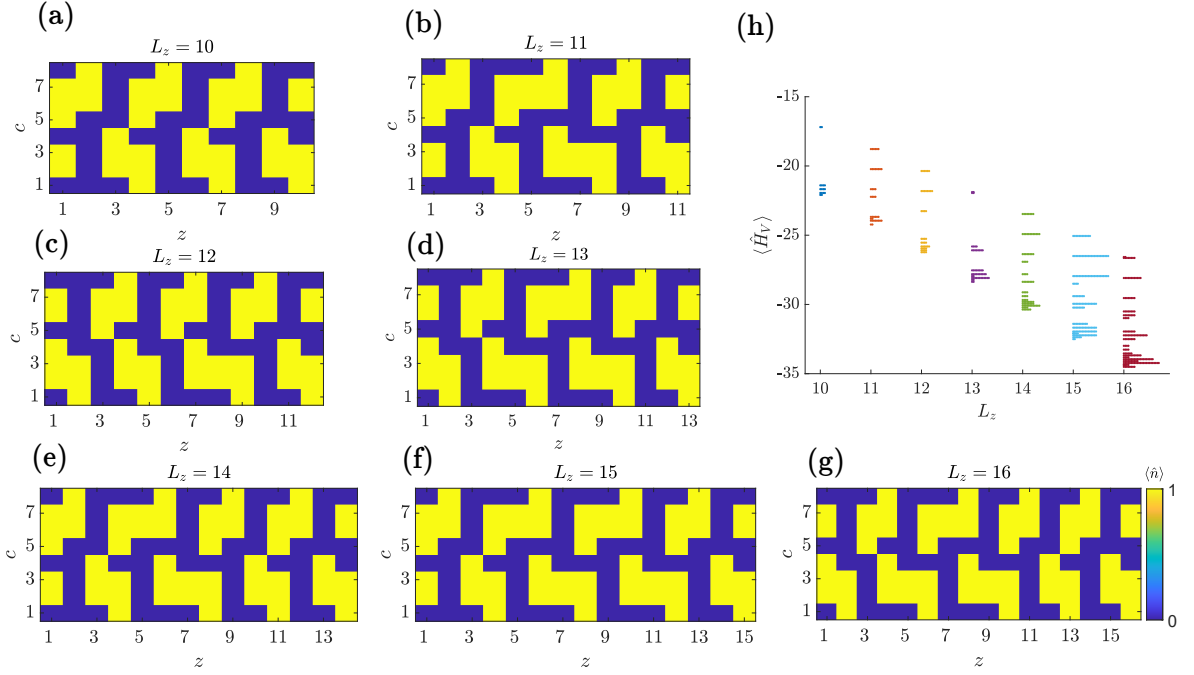 (a)
L_z = 10
7
5
3
1
c
1 3 5 7 9
z
(b)
L_z = 11
7
5
3
1
c
1 3 5 7 9 11
z
(c)
L_z = 12
7
5
3
1
c
1 3 5 7 9 11
z
(d)
L_z = 13
7
5
3
1
c
1 3 5 7 9 11 13
z
(e)
L_z = 14
7
5
3
1
c
1 3 5 7 9 11 13
z
(f)
L_z = 15
7
5
3
1
c
1 3 5 7 9 11 13 15
z
(g)
L_z = 16
7
5
3
1
c
1 3 5 7 9 11 13 15
z
⟨n̂⟩
1
0
(h)
-15
-20
-25
-30
-35
⟨Ĥ_V⟩
10 11 12 13 14 15 16
L_z